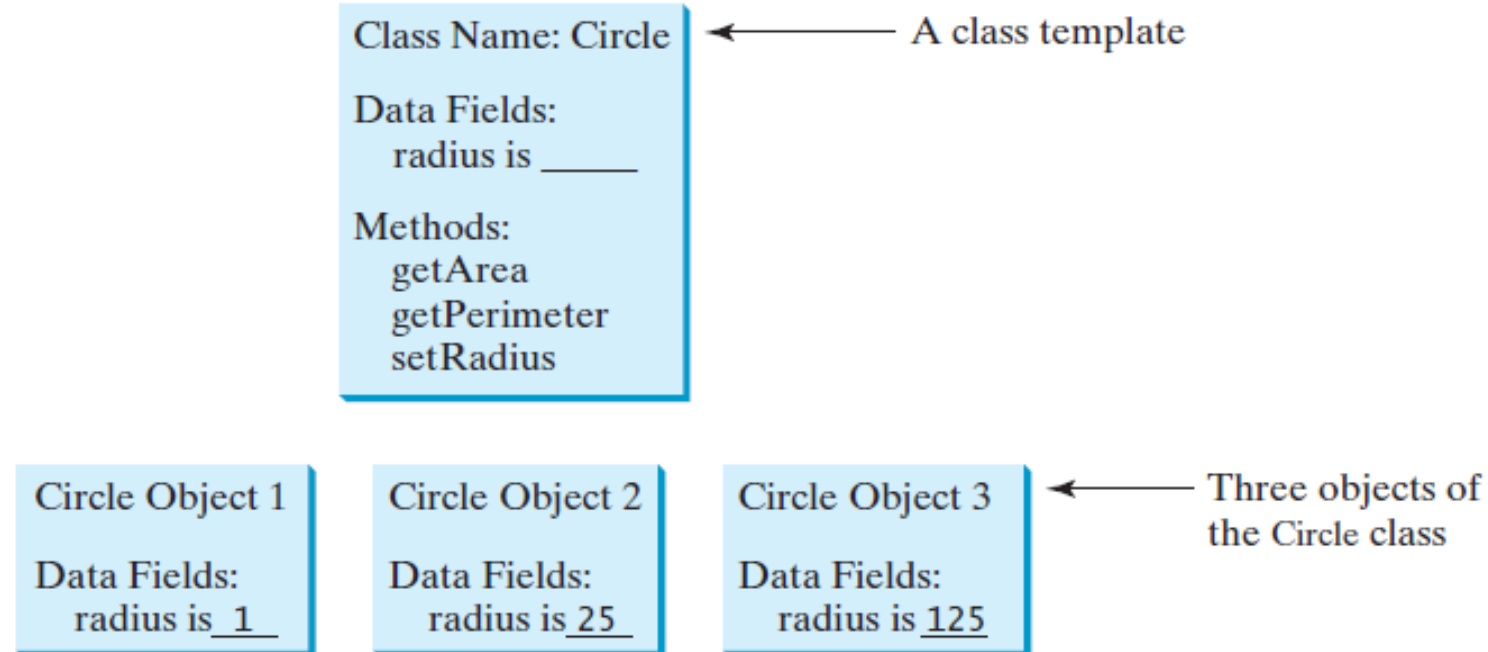 Class Name: Circle
A class template
Data Fields:
radius is _____
Methods:
getArea
getPerimeter
setRadius
Circle Object 1
Data Fields:
radius is 1
Circle Object 2
Data Fields:
radius is 25
Circle Object 3
Data Fields:
radius is 125
Three objects of
the Circle class